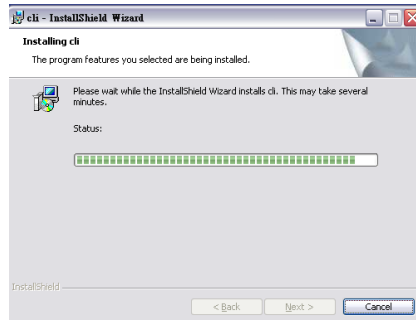 cli - InstallShield Wizard
Installing cli
The program features you selected are being installed.
Please wait while the InstallShield Wizard installs cli. This may take several
minutes.
Status:
InstallShield
< Back
Next >
Cancel